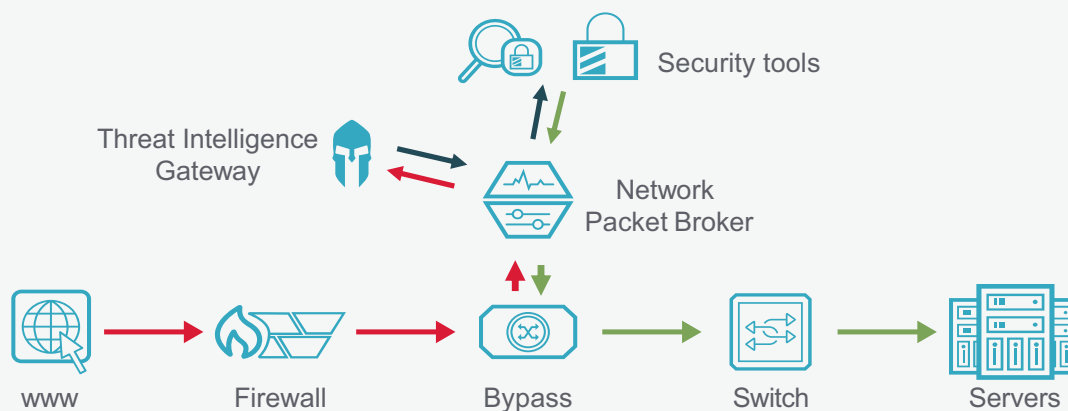 Security tools
Threat Intelligence
Gateway
Network
Packet Broker
www
Firewall
Bypass
Switch
Servers